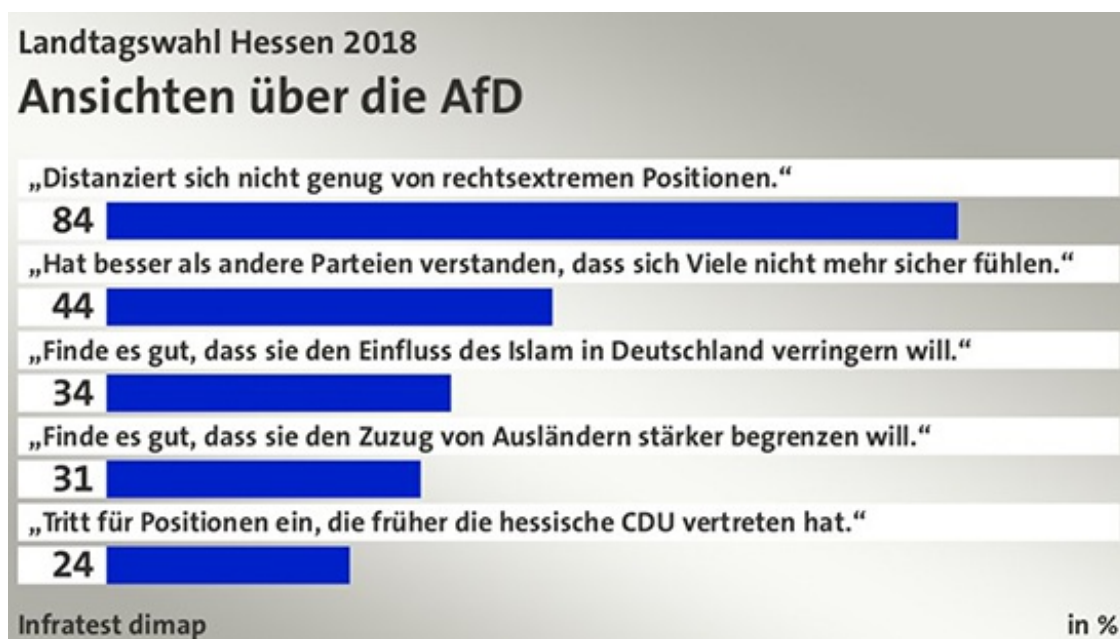 Landtagswahl Hessen 2018
Ansichten über die AfD
„Distanziert sich nicht genug von rechtsextremen Positionen.“
84
„Hat besser als andere Parteien verstanden, dass sich Viele nicht mehr sicher fühlen.“
44
„Finde es gut, dass sie den Einfluss des Islam in Deutschland verringern will.“
34
„Finde es gut, dass sie den Zuzug von Ausländern stärker begrenzen will.“
31
„Tritt für Positionen ein, die früher die hessische CDU vertreten hat.“
24
Infratest dimap
in %